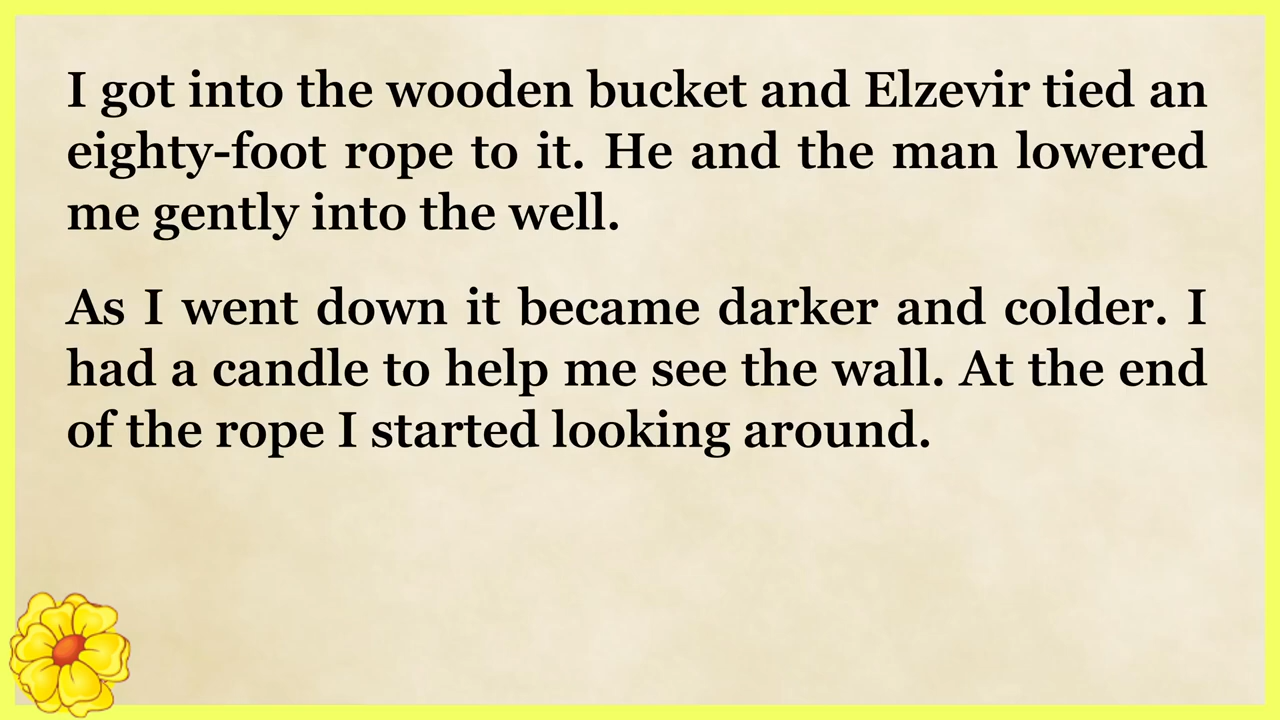 I got into the wooden bucket and Elzevir tied an
eighty-foot rope to it. He and the man lowered
me gently into the well.
As I went down it became darker and colder. I
had a candle to help me see the wall. At the end
of the rope I started looking around.